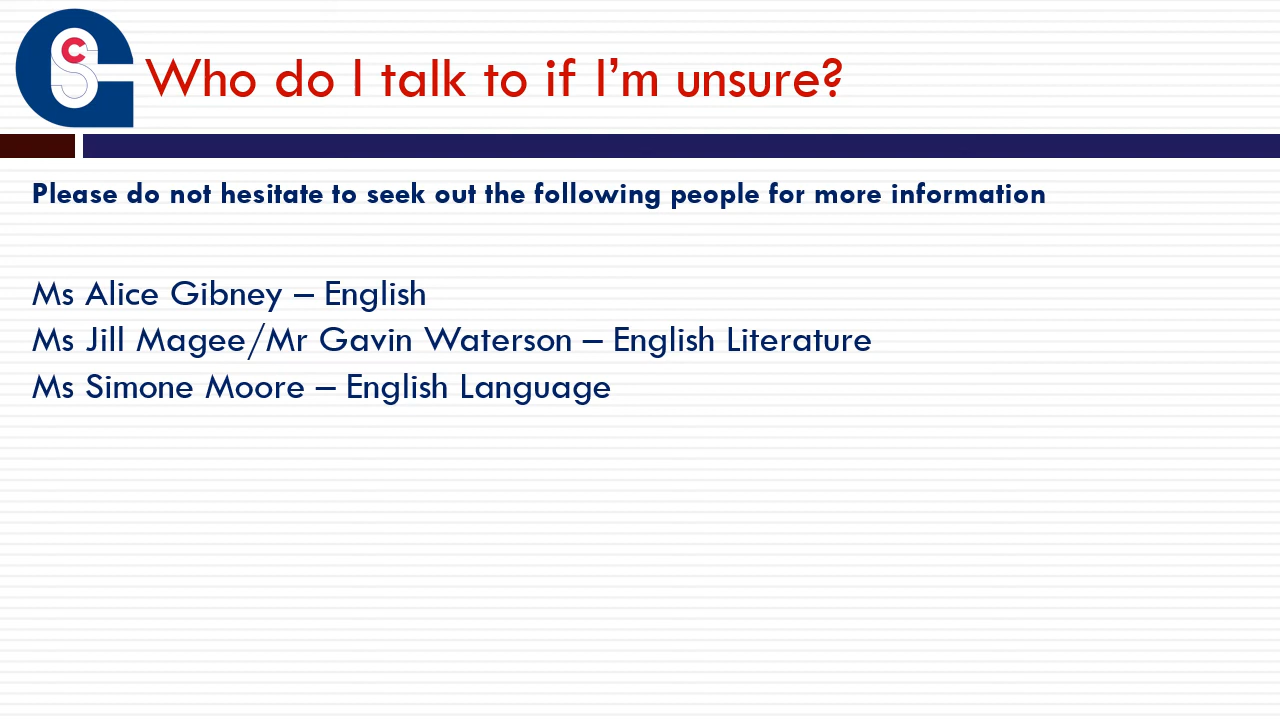 CS
Who do I talk to if I’m unsure?
Please do not hesitate to seek out the following people for more information
Ms Alice Gibney – English
Ms Jill Magee/Mr Gavin Waterson – English Literature
Ms Simone Moore – English Language